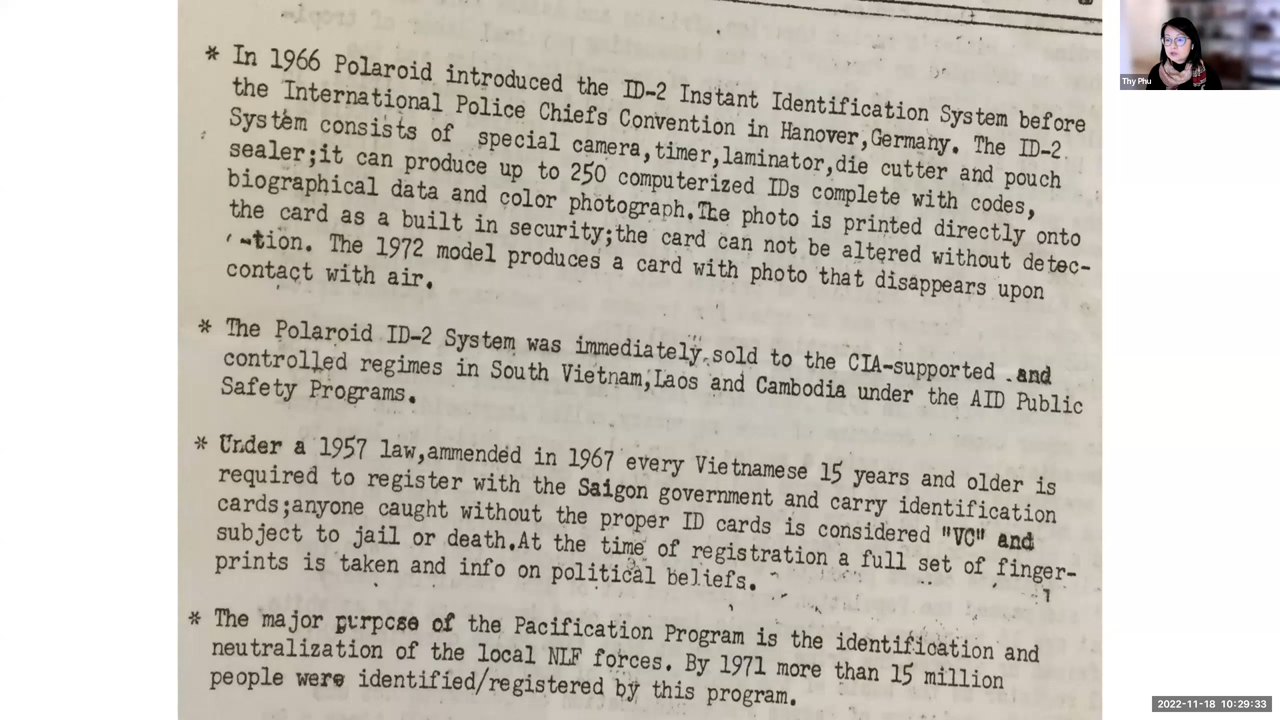 * In 1966 Polaroid introduced the ID-2 Instant Identification System before
the International Police Chiefs Convention in Hanover,Germany. The ID-2
System consists of special camera,timer,laminator,die cutter and pouch
sealer;it can produce up to 250 computerized IDs complete with codes,
biographical data and color photograph.The photo is printed directly onto
the card as a built in security;the card can not be altered without detec-
-tion. The 1972 model produces a card with photo that disappears upon
contact with air.
* The Polaroid ID-2 System was immediately sold to the CIA-supported and
controlled regimes in South Vietnam,Laos and Cambodia under the AID Public
Safety Programs.
* Under a 1957 law,ammended in 1967 every Vietnamese 15 years and older is
required to register with the Saigon government and carry identification
cards;anyone caught without the proper ID cards is considered "VC" and
subject to jail or death.At the time of registration a full set of finger-
prints is taken and info on political beliefs.
* The major purpose of the Pacification Program is the identification and
neutralization of the local NLF forces. By 1971 more than 15 million
people were identified/registered by this program.
Thy Phu
2022-11-18 10:29:33